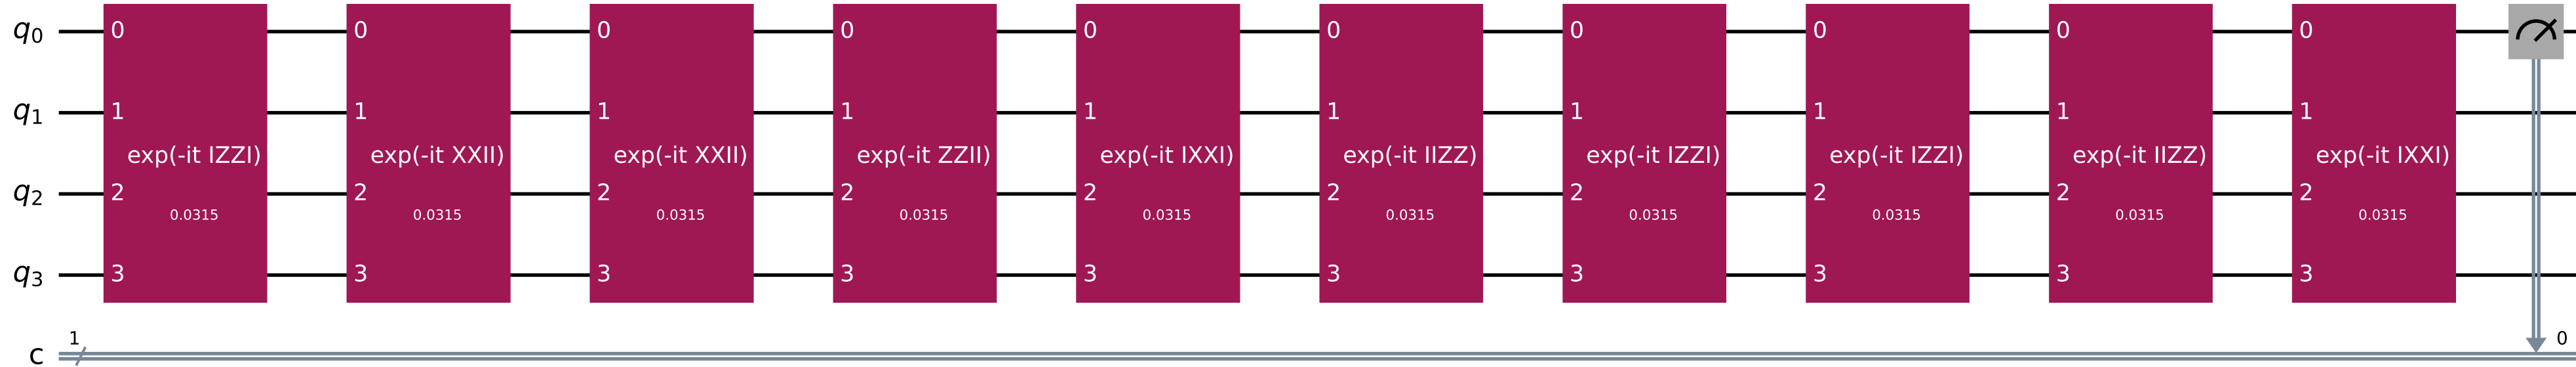 q0 0 0 0 0 0 0 0 0 0 0
q1 1 1 1 1 1 1 1 1 1 1
exp(-it IZZI) exp(-it XXII) exp(-it XXII) exp(-it ZZII) exp(-it IXXI) exp(-it IIZZ) exp(-it IZZI) exp(-it IZZI) exp(-it IIZZ) exp(-it IXXI)
q2 2 2 2 2 2 2 2 2 2 2
0.0315 0.0315 0.0315 0.0315 0.0315 0.0315 0.0315 0.0315 0.0315 0.0315
q3 3 3 3 3 3 3 3 3 3 3
1 0
c